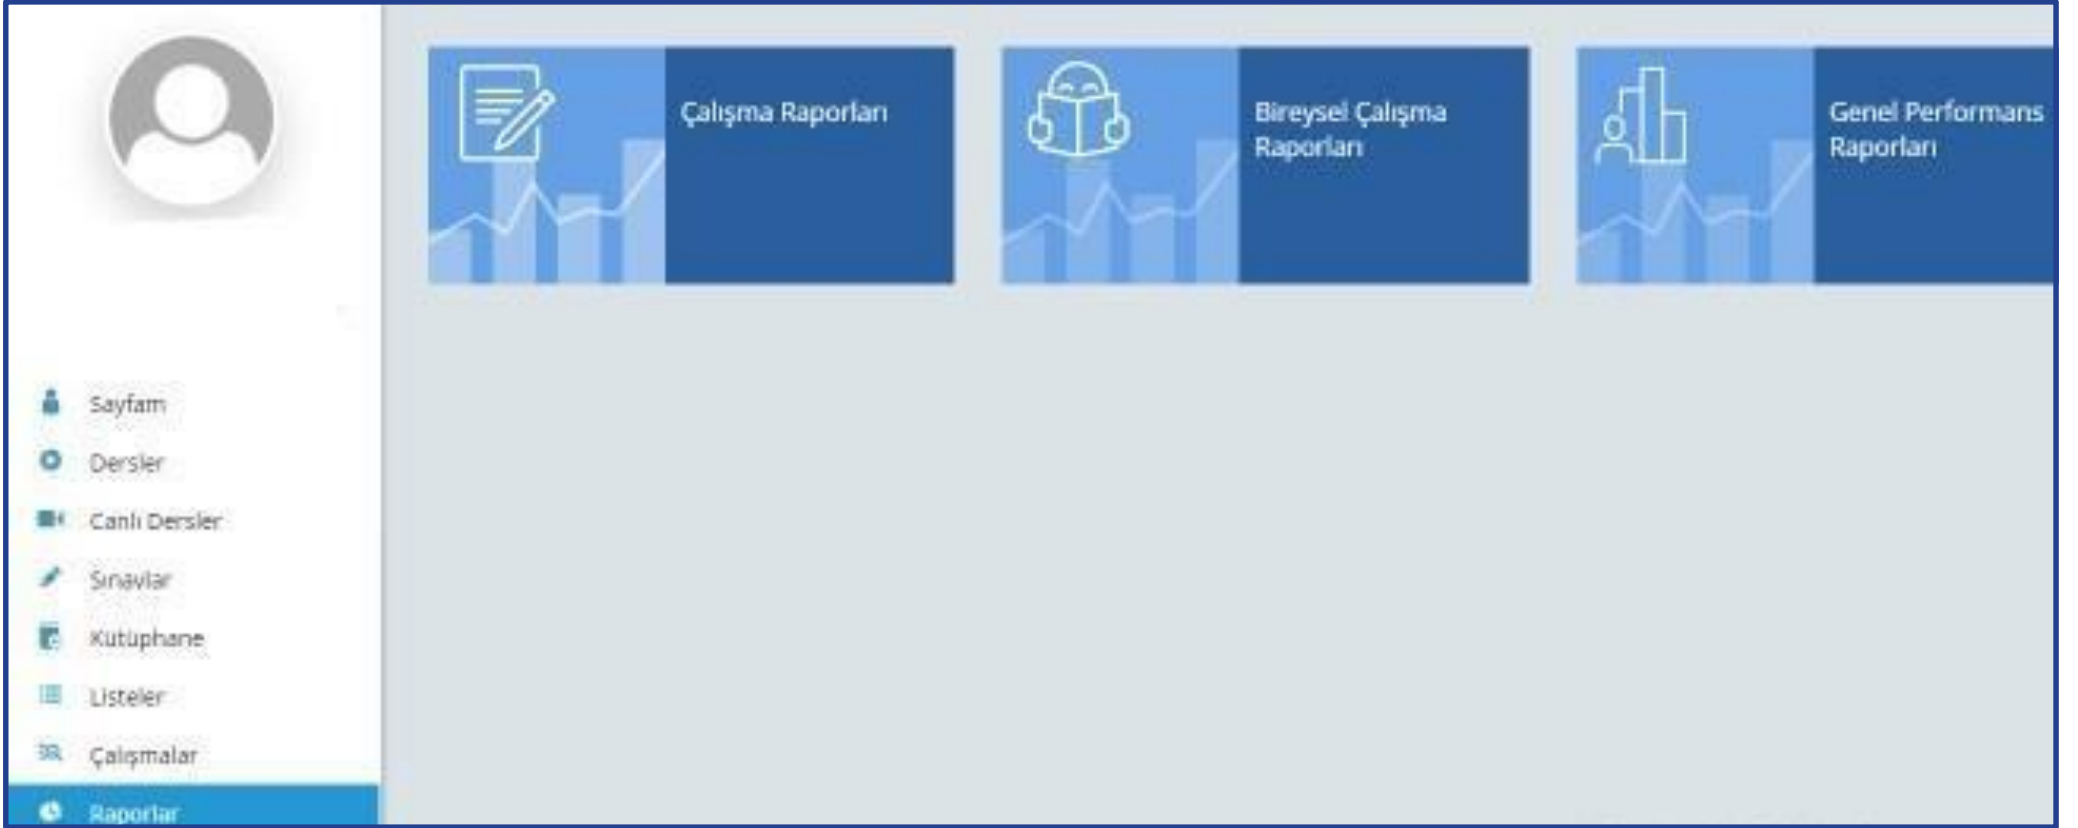 Çalışma Raporları
Bireysel Çalışma
Raporları
Genel Performans
Raporları
Sayfam
Dersler
Canlı Dersler
Sınavlar
Kütüphane
Listeler
Çalışmalar
Raporlar